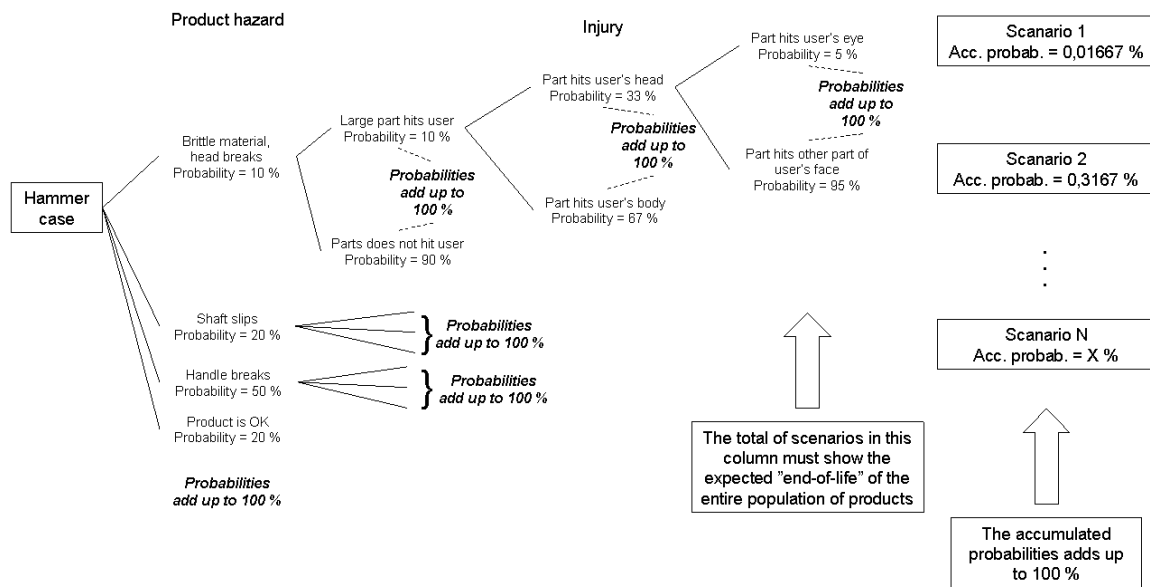 Product hazard
Injury
Hammer
case
Brittle material,
head breaks
Probability = 10 %
Shaft slips
Probability = 20 %
Handle breaks
Probability = 50 %
Product is OK
Probability = 20 %
Probabilities
add up to 100 %
Large part hits user
Probability = 10 %
Probabilities
add up to
100 %
Parts does not hit user
Probability = 90 %
} Probabilities
add up to 100 %
} Probabilities
add up to 100 %
Part hits user's head
Probability = 33 %
Probabilities
add up to
100 %
Part hits user's body
Probability = 67 %
Part hits user's eye
Probability = 5 %
Probabilities
add up to
100 %
Part hits other part of
user's face
Probability = 95 %
The total of scenarios in this
column must show the
expected ”end-of-life” of the
entire population of products
Scanario 1
Acc. probab. = 0,01667 %
Scanario 2
Acc. probab. = 0,3167 %
.
.
.
Scanario N
Acc. probab. = X %
The accumulated
probabilities adds up
to 100 %